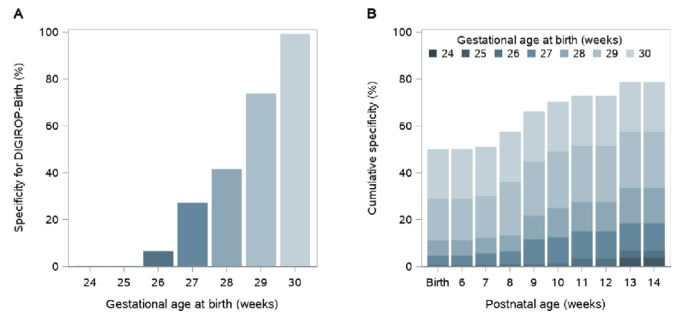 A
Specificity for DIGIROP-Birth (%)
100
80
60
40
20
0
24 25 26 27 28 29 30
Gestational age at birth (weeks)
B
Cumulative specificity (%)
100
80
60
40
20
0
Gestational age at birth (weeks)
24 25 26 27 28 29 30
Birth 6 7 8 9 10 11 12 13 14
Postnatal age (weeks)